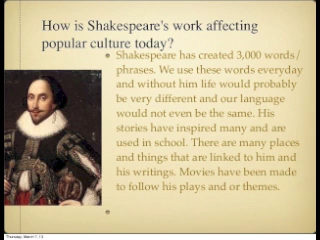 How is Shakespeare's work affecting
popular culture today?
Shakespeare has created 3,000 words/
phrases. We use these words everyday
and without him life would probably
be very different and our language
would not even be the same. His
stories have inspired many and are
used in school. There are many places
and things that are linked to him and
his writings. Movies have been made
to follow his plays and or themes.
Thursday, March 7, 13